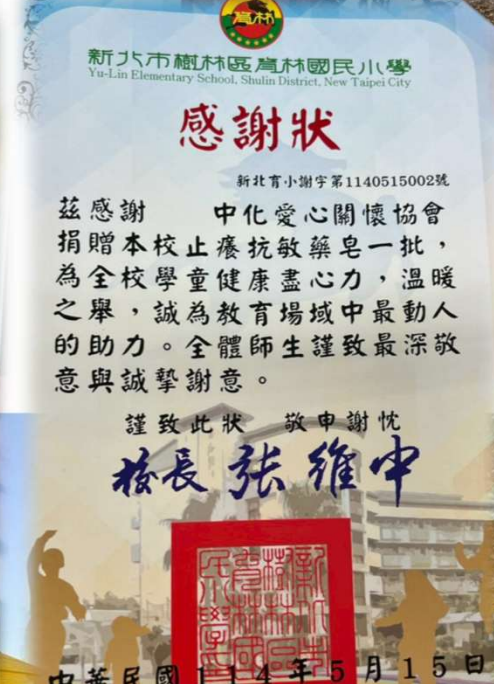 育林
新北市樹林區育林國民小學
Yu-Lin Elementary School, Shulin District, New Taipei City
感謝狀
新北育小謝字第1140515002號
茲感謝 中化愛心關懷協會
捐贈本校止癢抗敏藥皂一批，
為全校學童健康盡心力，溫暖
之舉，誠為教育場域中最動人
的助力。全體師生謹致最深敬
意與誠摯謝意。
謹致此狀 敬申謝忱
校長 張維中
中華民國114年5月15日